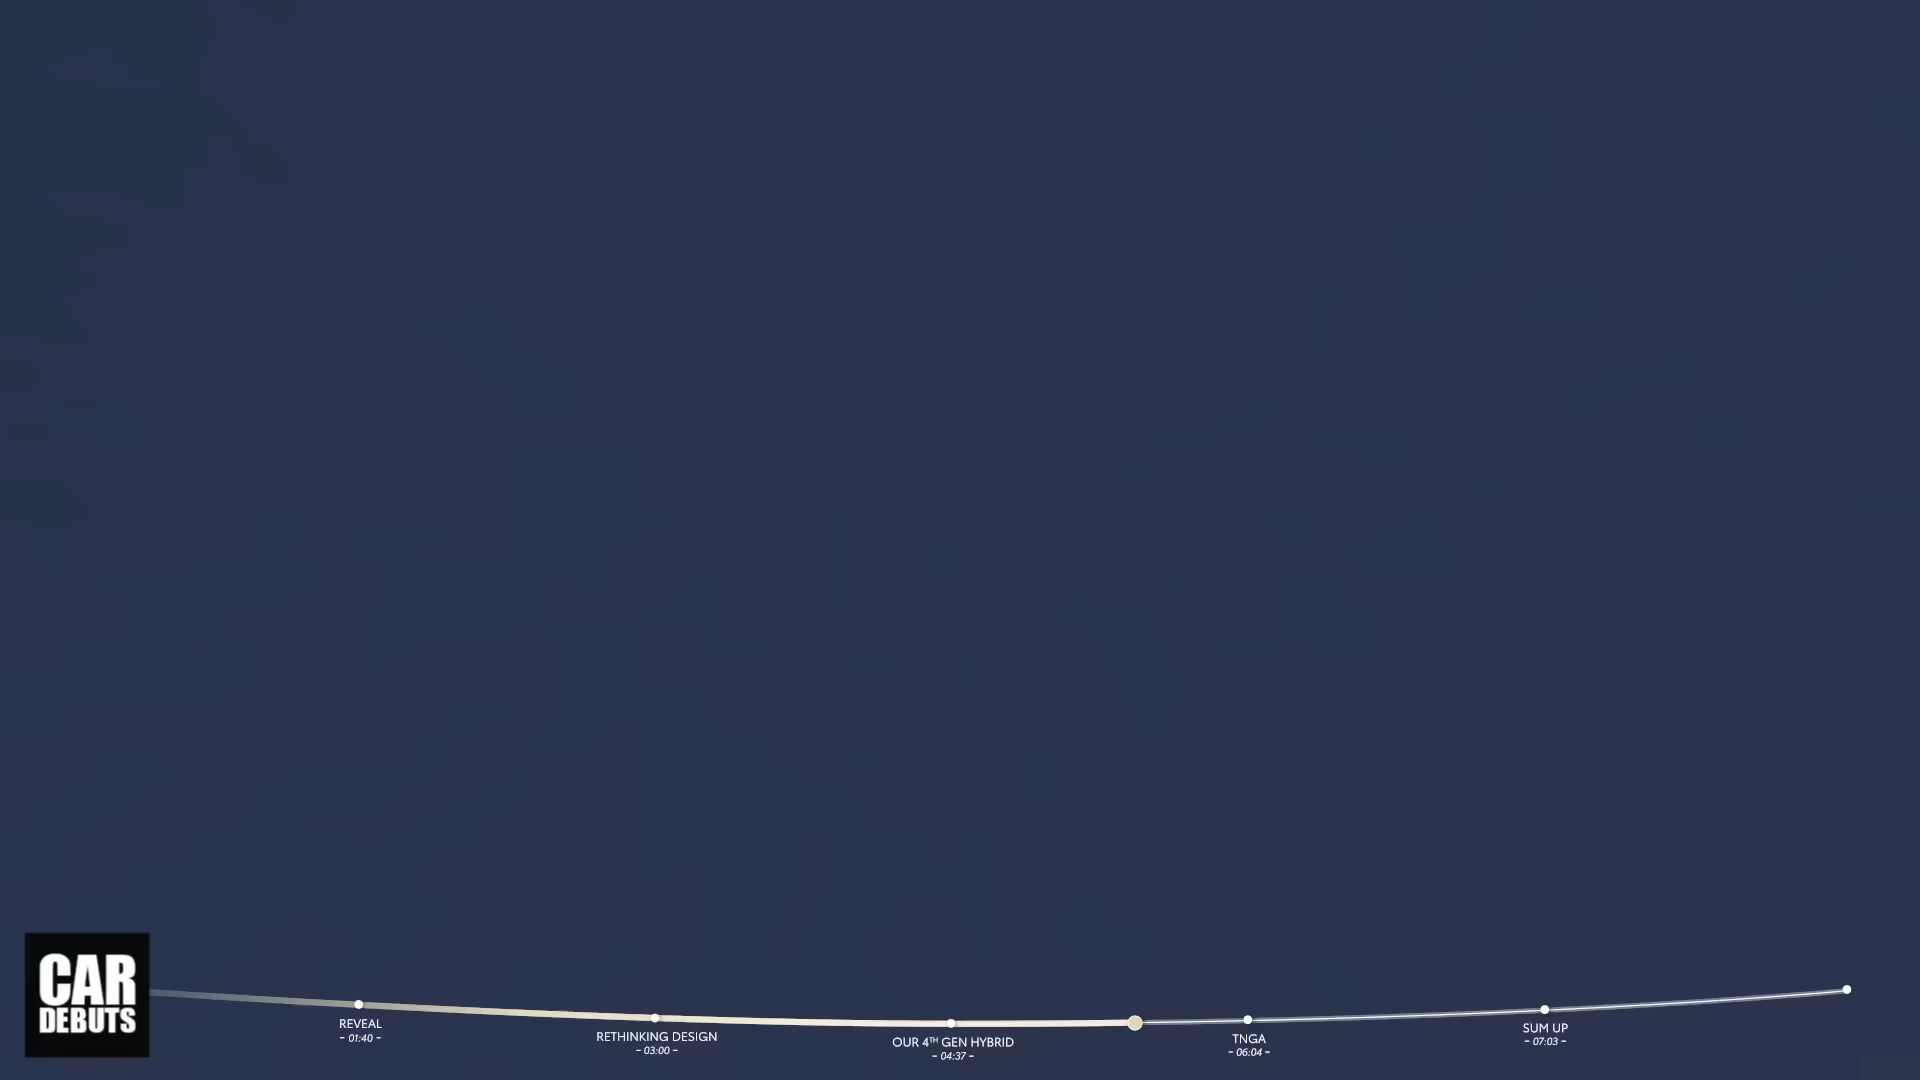 CAR
DEBUTS
REVEAL
– 01:40 –
RETHINKING DESIGN
– 03:00 –
OUR 4TH GEN HYBRID
– 04:37 –
TNGA
– 06:04 –
SUM UP
– 07:03 –